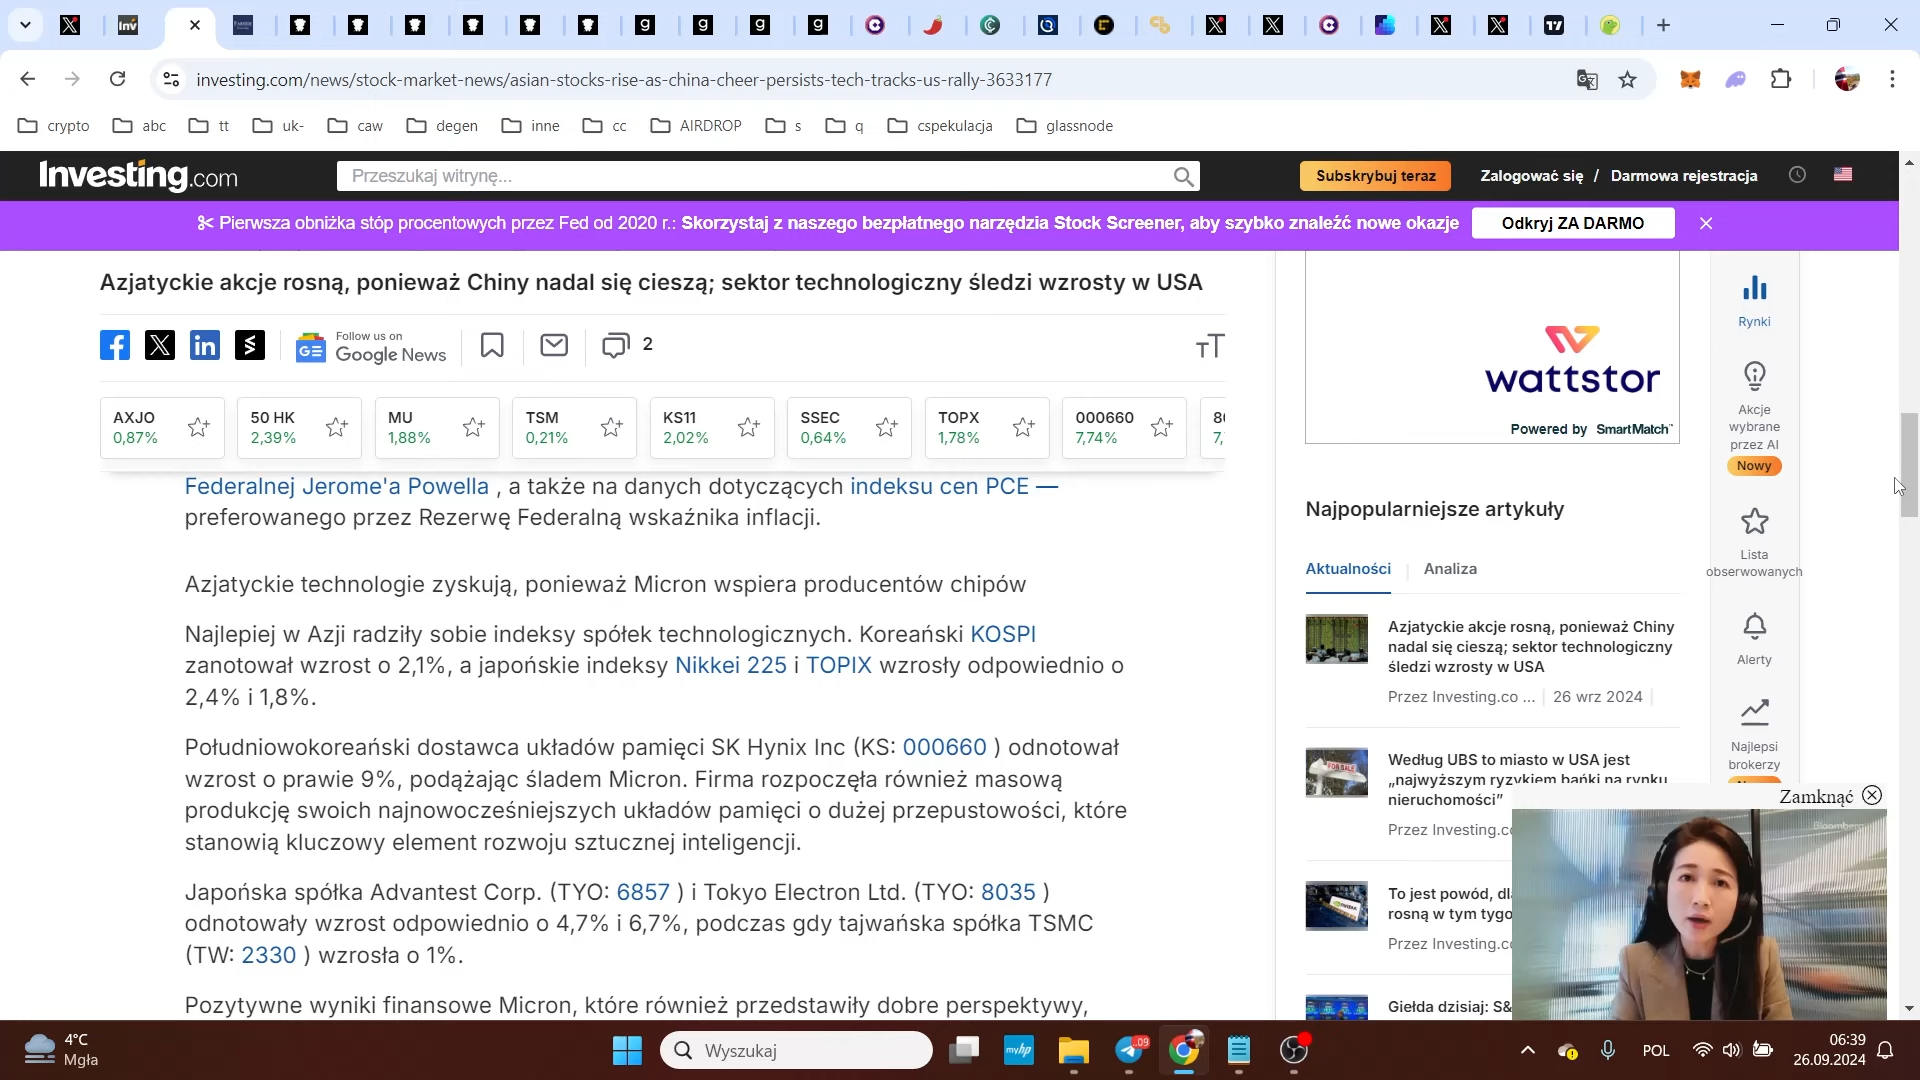 investing.com/news/stock-market-news/asian-stocks-rise-as-china-cheer-persists-tech-tracks-us-rally-3633177
crypto abc tt uk- caw degen inne cc AIRDROP s q cspekulacja glassnode
Investing.com
Przeszukaj witrynę...
Subskrybuj teraz
Zalogować się / Darmowa rejestracja
Pierwsza obniżka stóp procentowych przez Fed od 2020 r.: Skorzystaj z naszego bezpłatnego narzędzia Stock Screener, aby szybko znaleźć nowe okazje
Odkryj ZA DARMO
Azjatyckie akcje rosną, ponieważ Chiny nadal się cieszą; sektor technologiczny śledzi wzrosty w USA
Follow us on
Google News
2
AXJO 50 HK MU TSM KS11 SSEC TOPX 000660
0,87% 2,39% 1,88% 0,21% 2,02% 0,64% 1,78% 7,74%
Federalnej Jerome'a Powella , a także na danych dotyczących indeksu cen PCE —
preferowanego przez Rezerwę Federalną wskaźnika inflacji.
Azjatyckie technologie zyskują, ponieważ Micron wspiera producentów chipów
Najlepiej w Azji radziły sobie indeksy spółek technologicznych. Koreański KOSPI
zanotował wzrost o 2,1%, a japońskie indeksy Nikkei 225 i TOPIX wzrosły odpowiednio o
2,4% i 1,8%.
Południowokoreański dostawca układów pamięci SK Hynix Inc (KS: 000660 ) odnotował
wzrost o prawie 9%, podążając śladem Micron. Firma rozpoczęła również masową
produkcję swoich najnowocześniejszych układów pamięci o dużej przepustowości, które
stanowią kluczowy element rozwoju sztucznej inteligencji.
Japońska spółka Advantest Corp. (TYO: 6857 ) i Tokyo Electron Ltd. (TYO: 8035 )
odnotowały wzrost odpowiednio o 4,7% i 6,7%, podczas gdy tajwańska spółka TSMC
(TW: 2330 ) wzrosła o 1%.
Pozytywne wyniki finansowe Micron, które również przedstawiły dobre perspektywy,
wattstor
Powered by SmartMatch
Najpopularniejsze artykuły
Aktualności
Analiza
Azjatyckie akcje rosną, ponieważ Chiny
nadal się cieszą; sektor technologiczny
śledzi wzrosty w USA
Przez Investing.co ... 26 wrz 2024
Według UBS to miasto w USA jest
„najwyższym ryzykiem bańki na rynku
nieruchomości”
Przez Investing.co
To jest powód, dl
rosną w tym tygo
Przez Investing.co
Giełda dzisiaj: S&
Rynki
Akcje
wybrane
przez AI
Nowy
Lista
obserwowanych
Alerty
Najlepsi
brokerzy
Zamknąć
Bloomberg
4°C
Mgła
Wyszukaj
myhp
.09
POL
06:39
26.09.2024